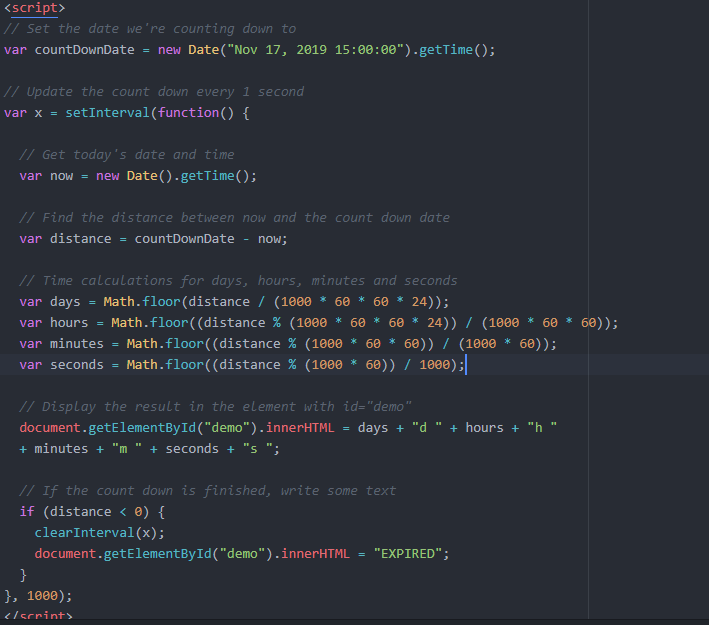 <script>
// Set the date we're counting down to
var countDownDate = new Date("Nov 17, 2019 15:00:00").getTime();
// Update the count down every 1 second
var x = setInterval(function() {
// Get today's date and time
var now = new Date().getTime();
// Find the distance between now and the count down date
var distance = countDownDate - now;
// Time calculations for days, hours, minutes and seconds
var days = Math.floor(distance / (1000 * 60 * 60 * 24));
var hours = Math.floor((distance % (1000 * 60 * 60 * 24)) / (1000 * 60 * 60));
var minutes = Math.floor((distance % (1000 * 60 * 60)) / (1000 * 60));
var seconds = Math.floor((distance % (1000 * 60)) / 1000);
// Display the result in the element with id="demo"
document.getElementById("demo").innerHTML = days + "d " + hours + "h "
+ minutes + "m " + seconds + "s ";
// If the count down is finished, write some text
if (distance < 0) {
clearInterval(x);
document.getElementById("demo").innerHTML = "EXPIRED";
}
}, 1000);
</script>